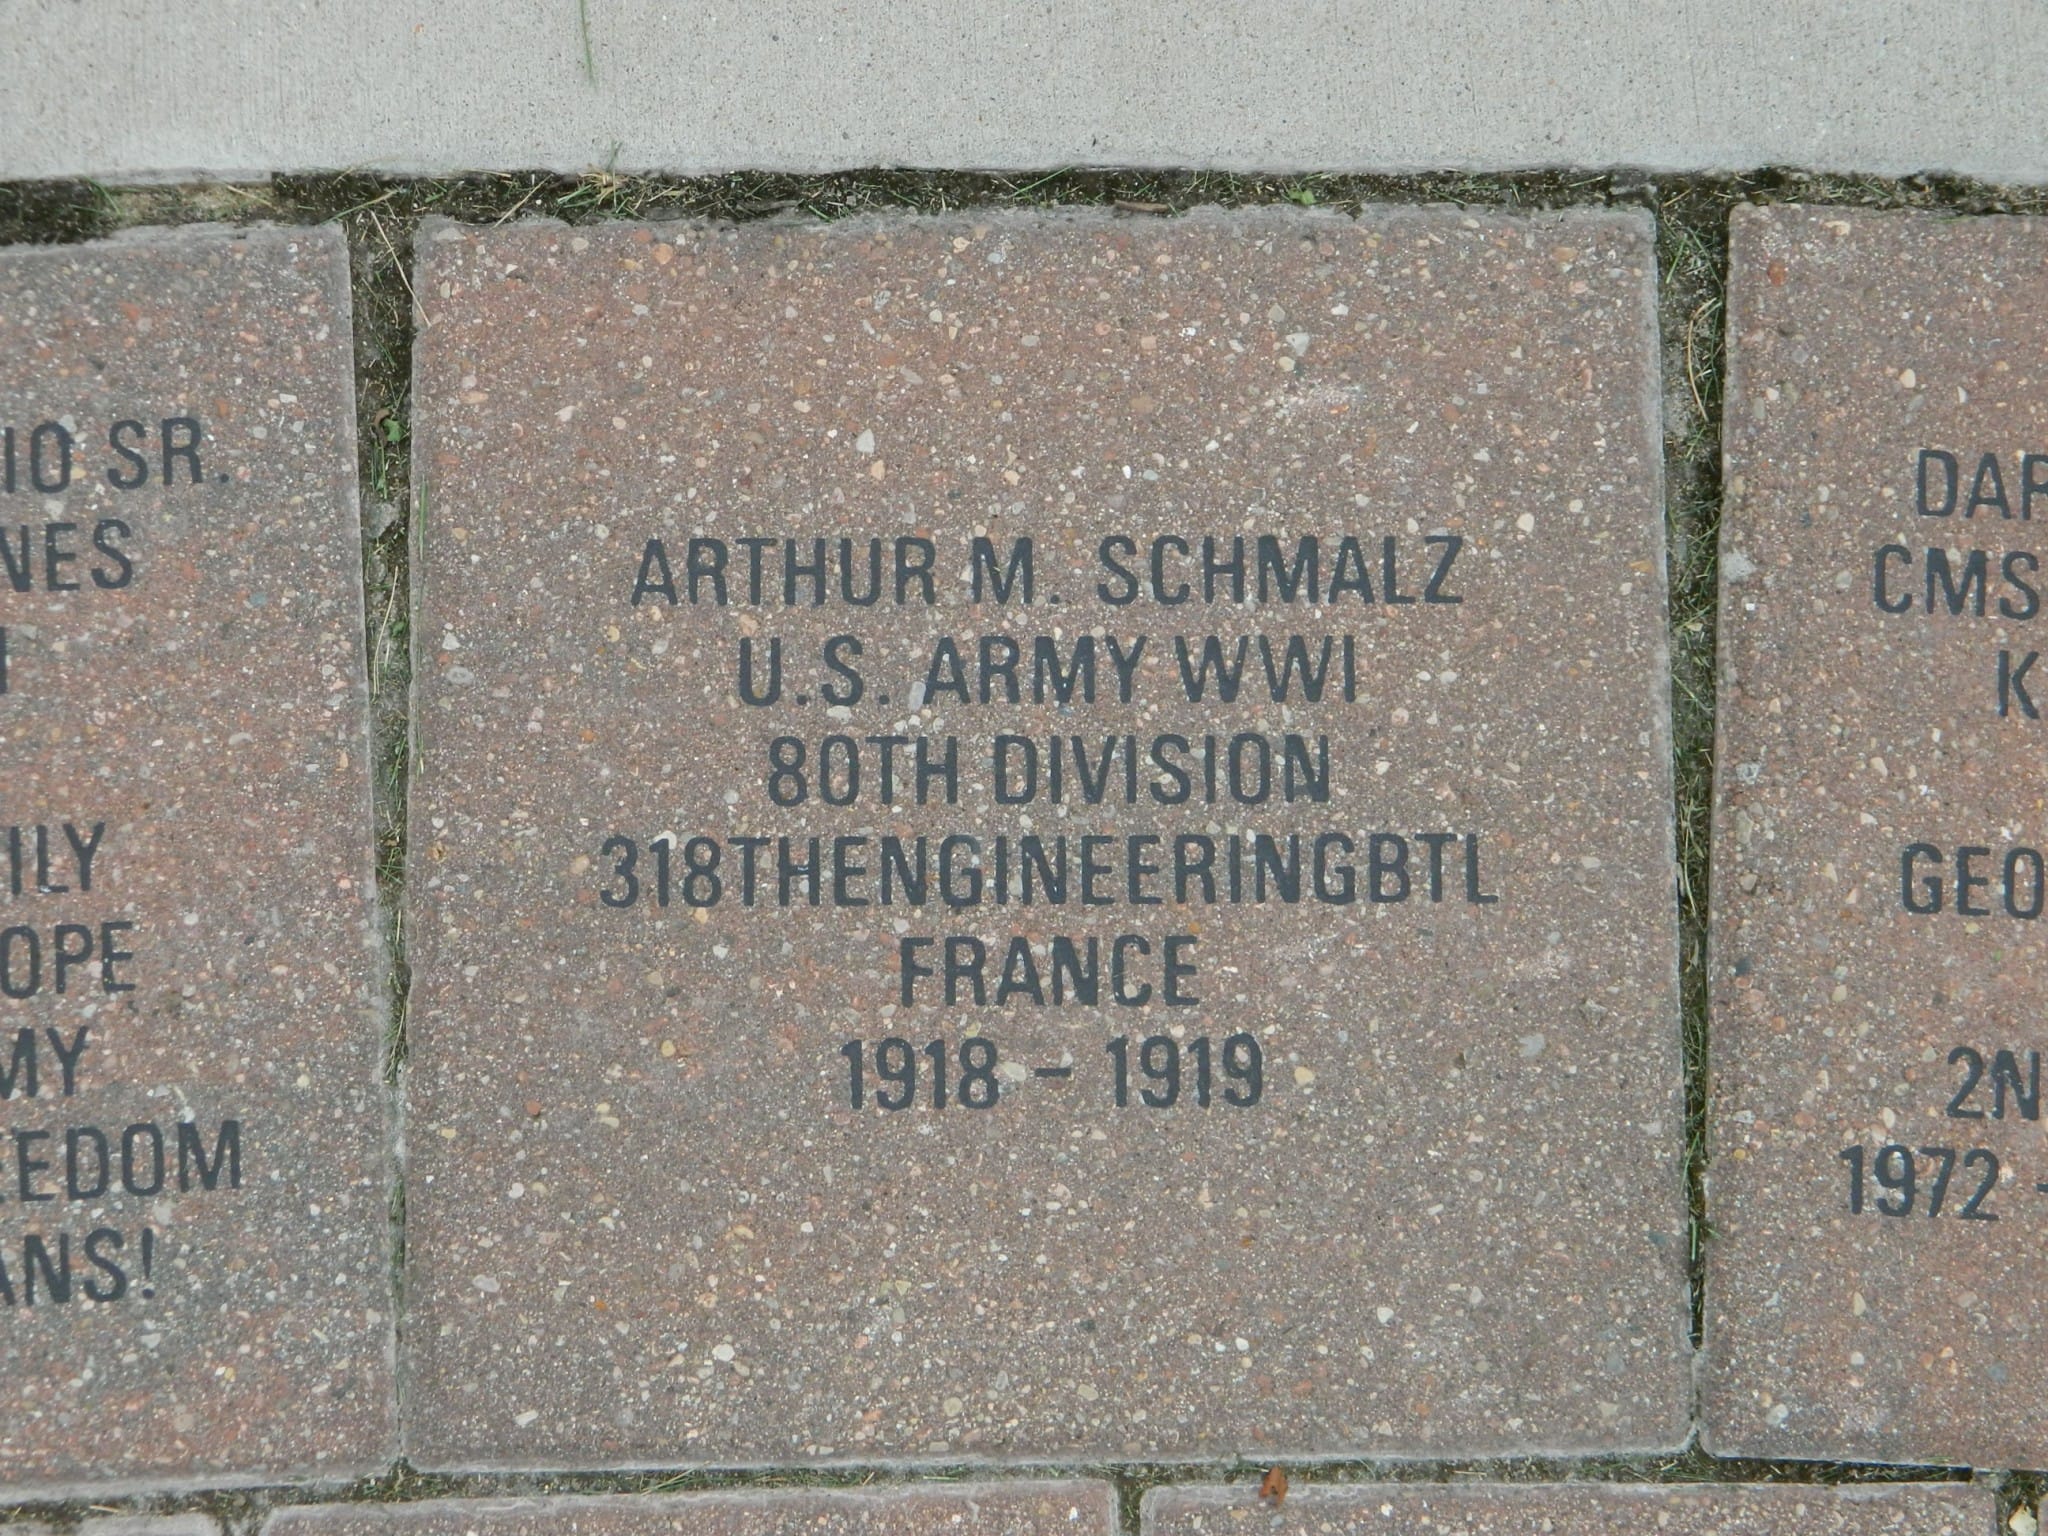 IO SR.
NES
ILY
OPE
MY
EEDOM
ANS!
ARTHUR M. SCHMALZ
U.S. ARMY WWI
80TH DIVISION
318THENGINEERINGBTL
FRANCE
1918 - 1919
DAR
CMS
K
GEO
2N
1972 -